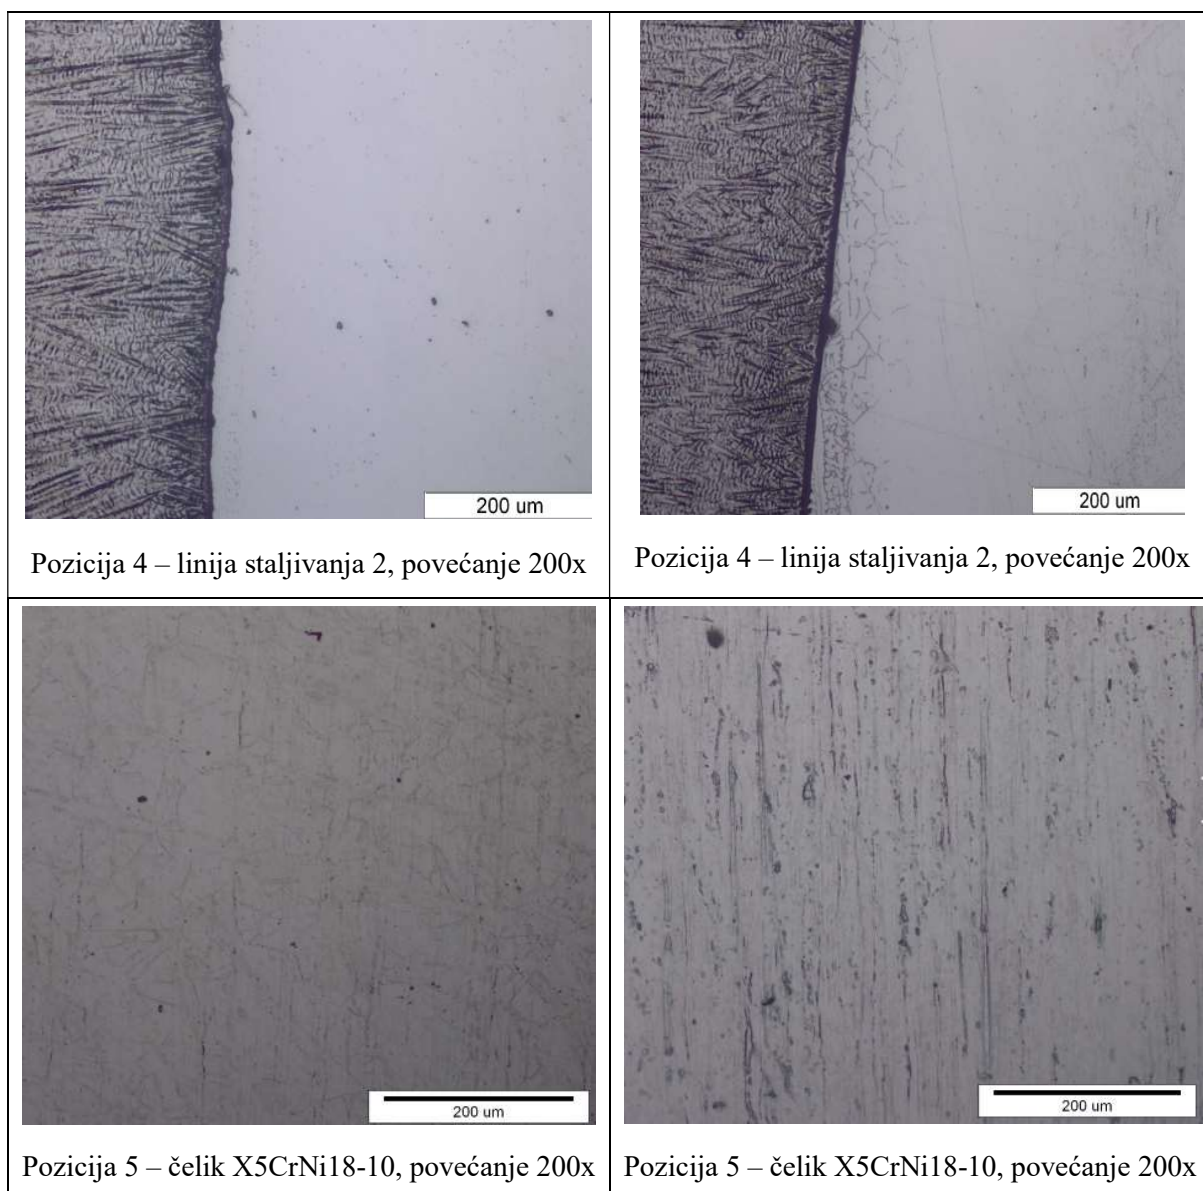 200 um
200 um
Pozicija 4 – linija staljivanja 2, povećanje 200x
Pozicija 4 – linija staljivanja 2, povećanje 200x
200 um
200 um
Pozicija 5 – čelik X5CrNi18-10, povećanje 200x
Pozicija 5 – čelik X5CrNi18-10, povećanje 200x